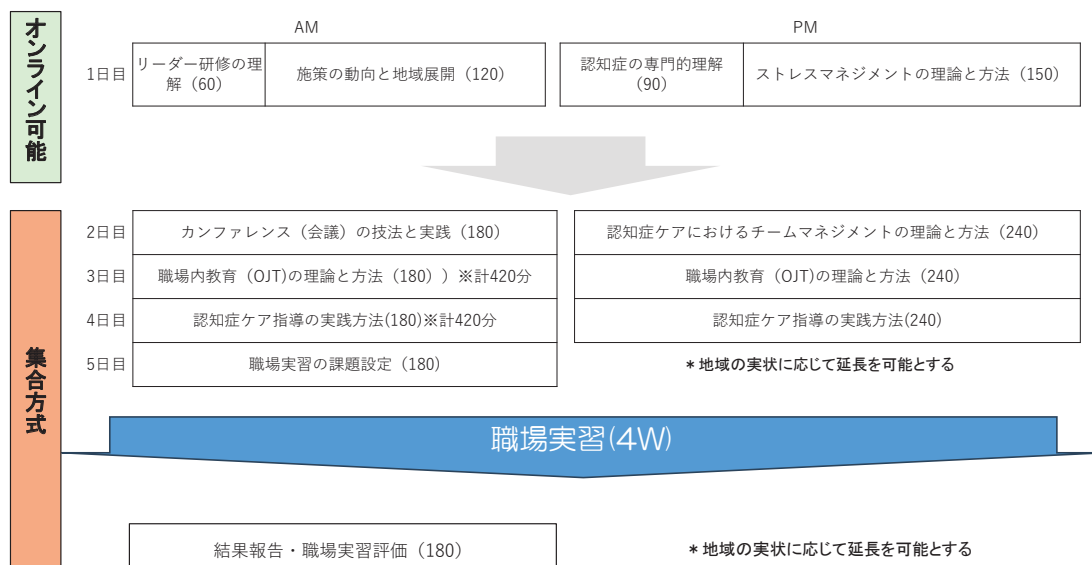 オンライン可能
AM
PM
1日目
リーダー研修の理
解（60）
施策の動向と地域展開（120）
認知症の専門的理解
（90）
ストレスマネジメントの理論と方法（150）
集合方式
2日目
カンファレンス（会議）の技法と実践（180）
認知症ケアにおけるチームマネジメントの理論と方法（240）
3日目
職場内教育（OJT)の理論と方法（180））※計420分
職場内教育（OJT)の理論と方法（240）
4日目
認知症ケア指導の実践方法(180)※計420分
認知症ケア指導の実践方法(240)
5日目
職場実習の課題設定（180）
＊地域の実状に応じて延長を可能とする
職場実習(4W)
結果報告・職場実習評価（180）
＊地域の実状に応じて延長を可能とする